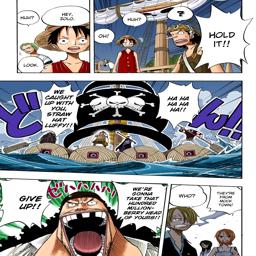 HUH?
HEY,
ZOLO.
LOOK.
HUH?
OH!
HOLD
IT!!
WE
CAUGHT
UP WITH
YOU,
STRAW
HAT
LUFFY!!
HA HA
HA HA
HA!!
ど
ん!!
WE'RE
GONNA TAKE
THAT
HUNDRED
MILLION-
BERRY HEAD
OF YOURS!!
GIVE
UP!!
WHO?
THEY'RE
FROM
MOCK
TOWN!